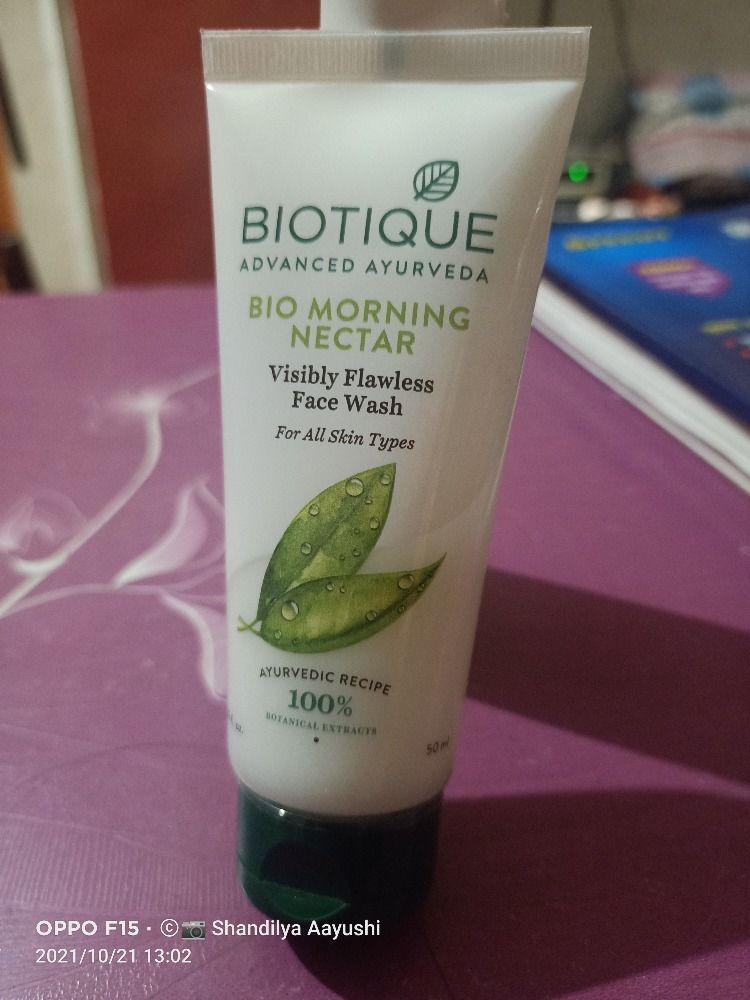 BIOTIQUE
ADVANCED AYURVEDA
BIO MORNING
NECTAR
Visibly Flawless
Face Wash
For All Skin Types
AYURVEDIC RECIPE
100%
BOTANICAL EXTRACTS
50 ml
OPPO F15 · © Shandilya Aayushi
2021/10/21 13:02